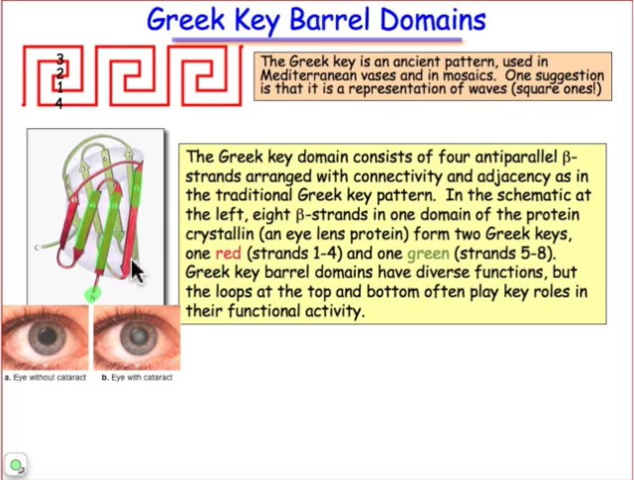 Greek Key Barrel Domains
3
2
1
4
The Greek key is an ancient pattern, used in
Mediterranean vases and in mosaics. One suggestion
is that it is a representation of waves (square ones!)
The Greek key domain consists of four antiparallel β-
strands arranged with connectivity and adjacency as in
the traditional Greek key pattern. In the schematic at
the left, eight β-strands in one domain of the protein
crystallin (an eye lens protein) form two Greek keys,
one red (strands 1-4) and one green (strands 5-8).
Greek key barrel domains have diverse functions, but
the loops at the top and bottom often play key roles in
their functional activity.
N
a. Eye without cataract
b. Eye with cataract